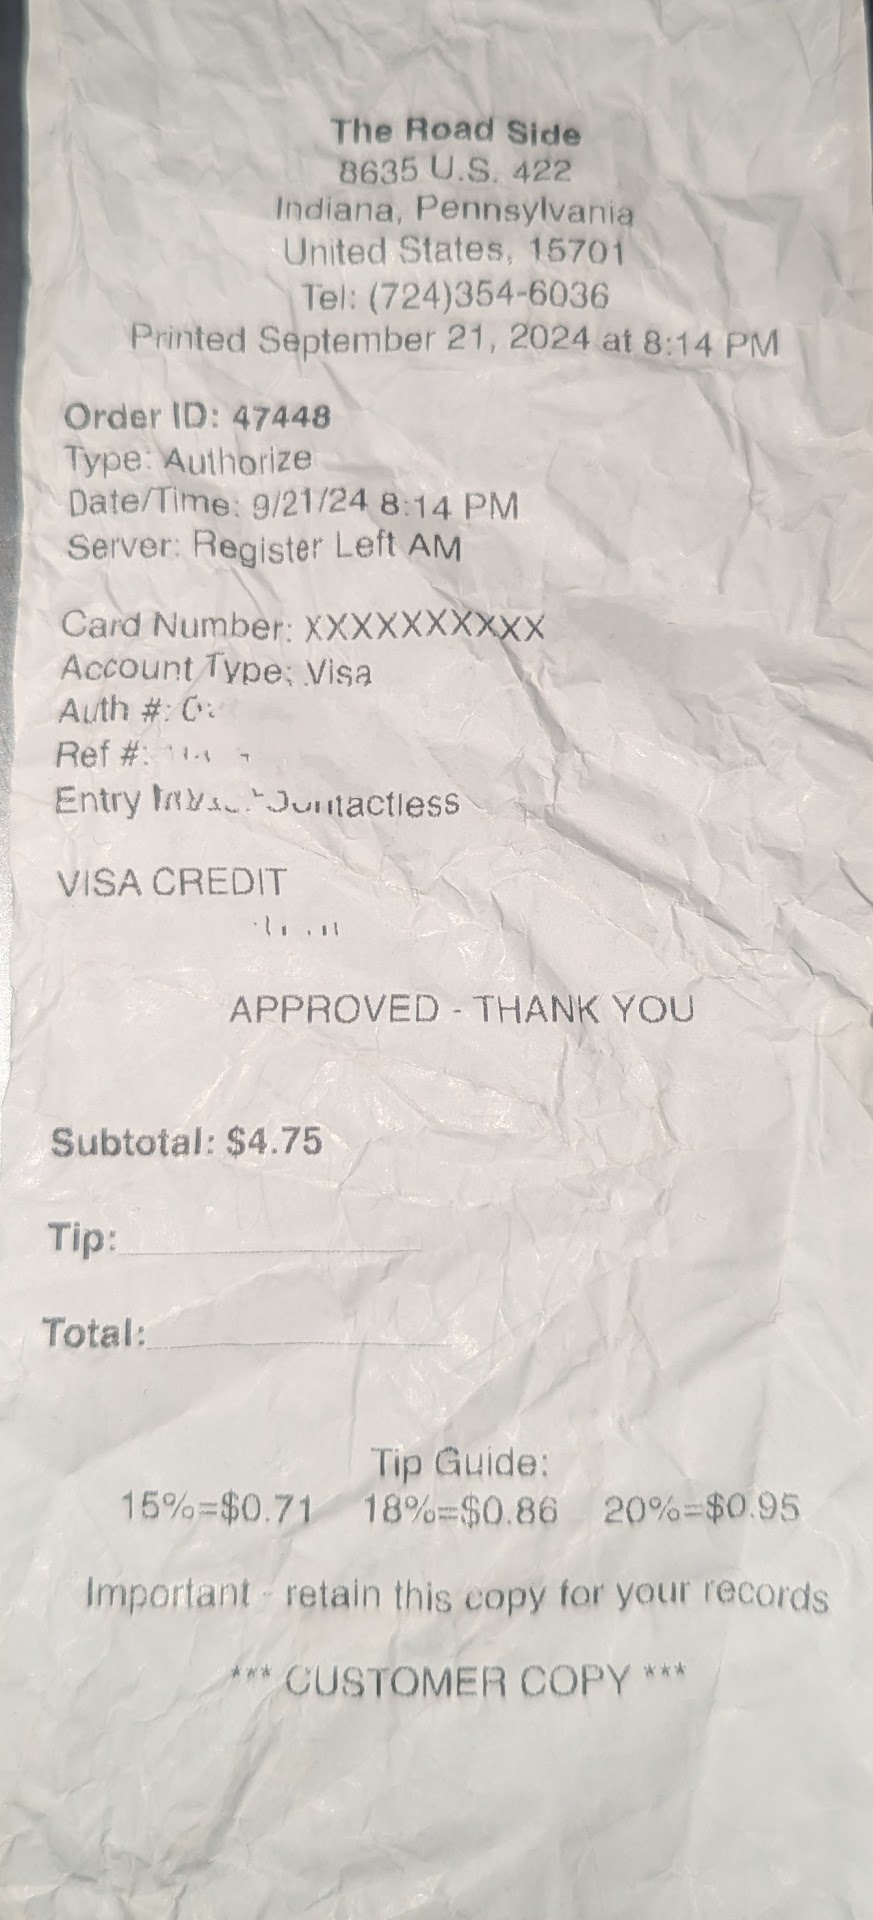 The Road Side
8635 U.S. 422
Indiana, Pennsylvania
United States, 15701
Tel: (724)354-6036
Printed September 21, 2024 at 8:14 PM
Order ID: 47448
Type: Authorize
Date/Time: 9/21/24 8:14 PM
Server: Register Left AM
Card Number: XXXXXXXXXX
Account Type: Visa
Auth #:
Ref #:
Entry
VISA CREDIT
APPROVED - THANK YOU
Subtotal: $4.75
Tip:
Total:
Tip Guide:
15%=$0.71 18%=$0.86 20%=$0.95
Important - retain this copy for your records
*** CUSTOMER COPY ***